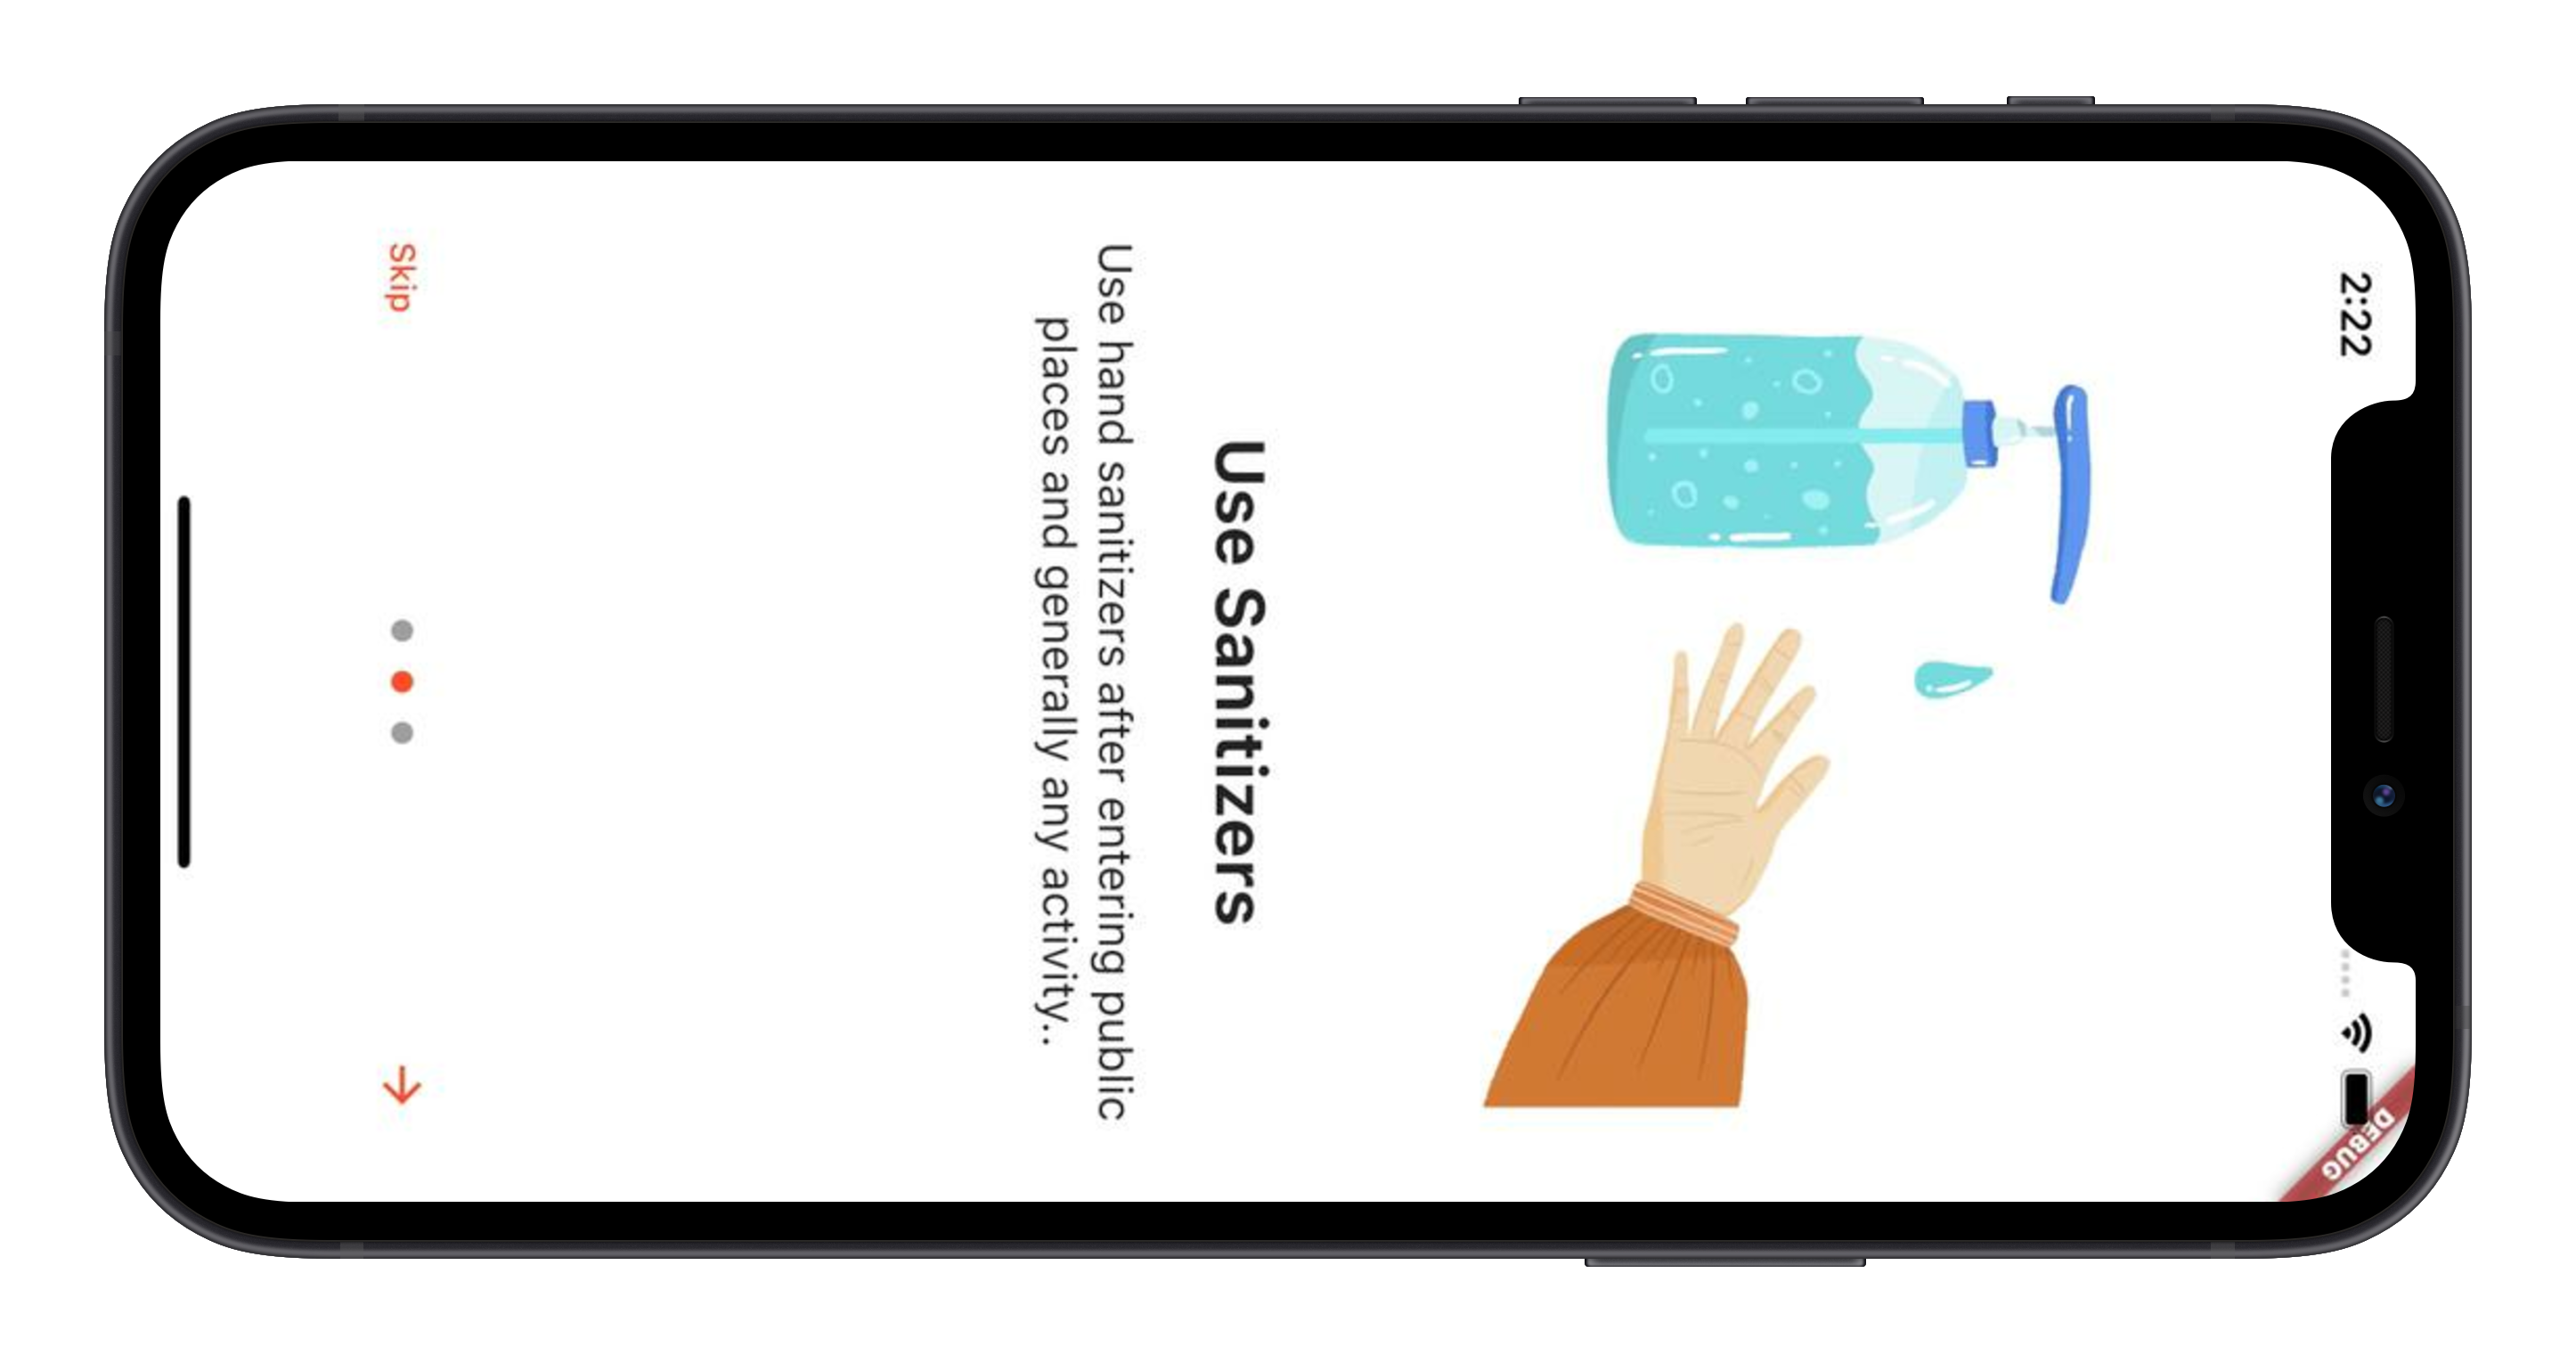 2:22
DEBUG
Use Sanitizers
Use hand sanitizers after entering public
places and generally any activity..
Skip